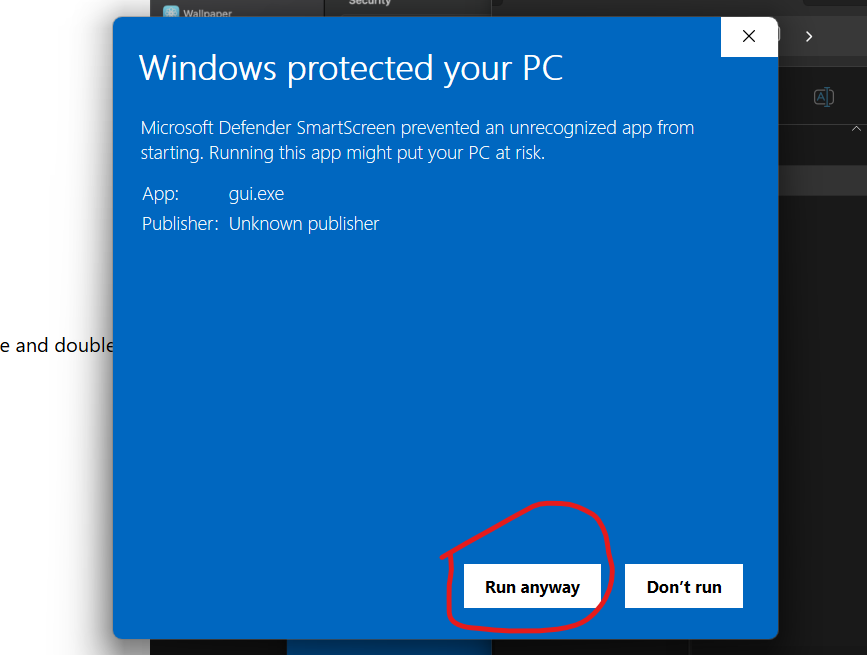 Security
Wallpaper
Windows protected your PC
Microsoft Defender SmartScreen prevented an unrecognized app from
starting. Running this app might put your PC at risk.
App: gui.exe
Publisher: Unknown publisher
e and double
Run anyway
Don’t run